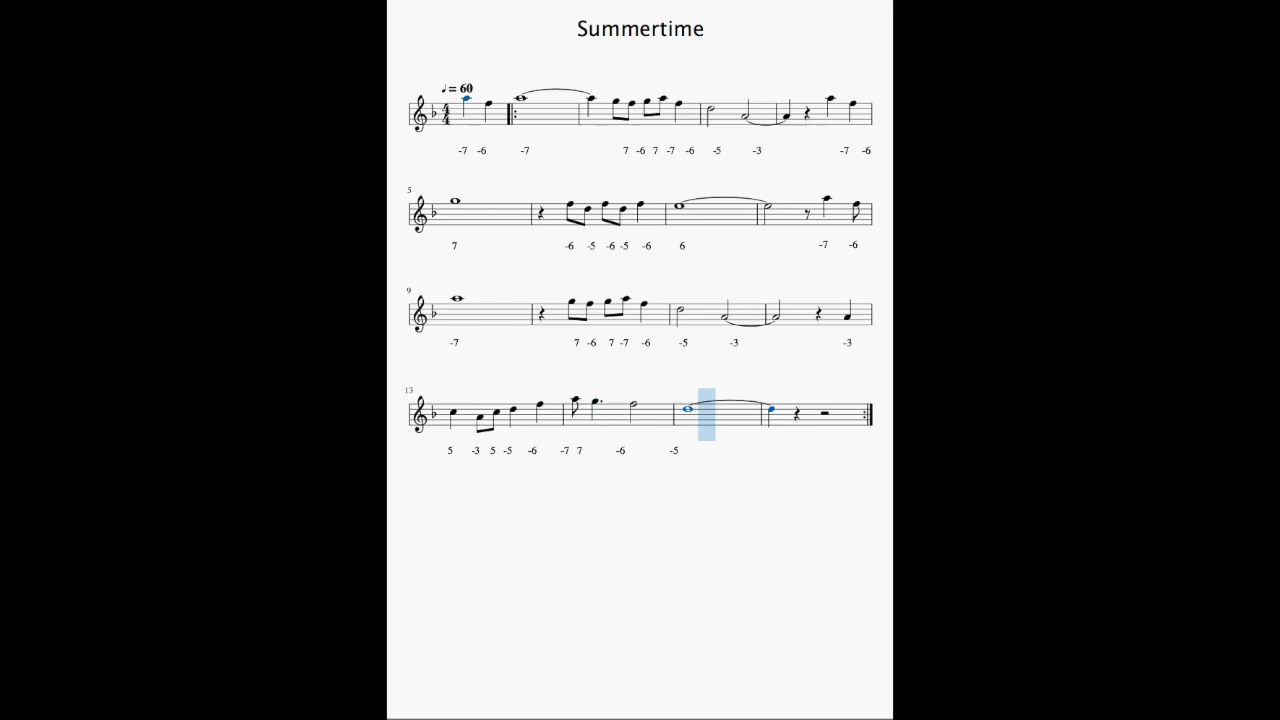 Summertime
♩ = 60
4/4
-7 -6 -7 7 -6 7 -7 -6 -5 -3 -7 -6
5
7 -6 -5 -6 -5 -6 6 -7 -6
9
-7 7 -6 7 -7 -6 -5 -3 -3
13
5 -3 5 -5 -6 -7 7 -6 -5